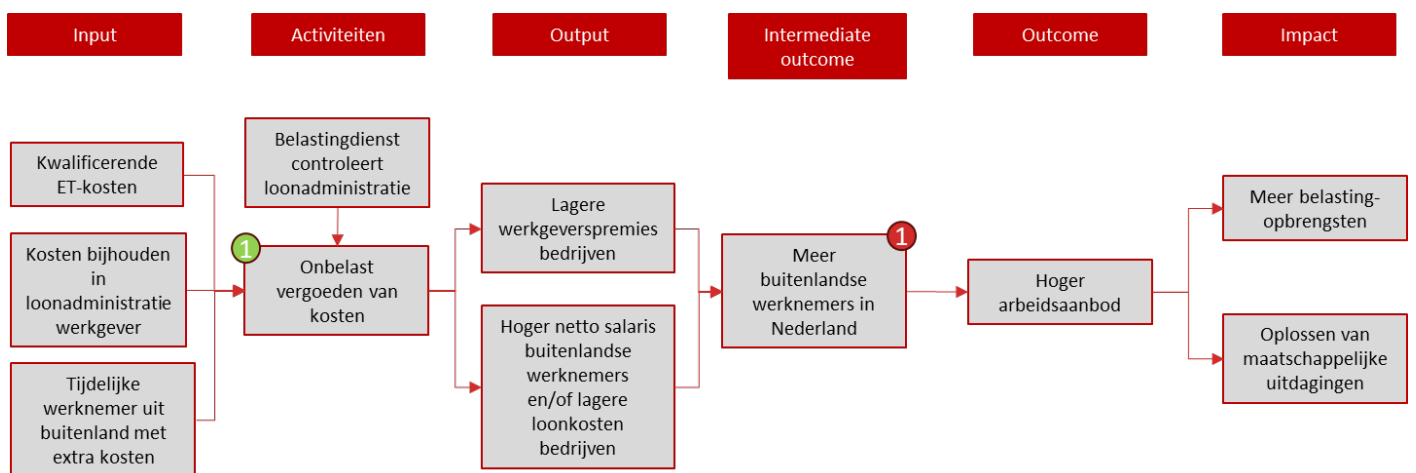 Input
Activiteiten
Output
Intermediate
outcome
Outcome
Impact
Kwalificerende
ET-kosten
Kosten bijhouden
in
loonadministratie
werkgever
Tijdelijke
werknemer uit
buitenland met
extra kosten
Belastingdienst
controleert
loonadministratie
1
Onbelast
vergoeden van
kosten
Lagere
werkgeverspremies
bedrijven
Hoger netto salaris
buitenlandse
werknemers
en/of lagere
loonkosten
bedrijven
1
Meer
buitenlandse
werknemers in
Nederland
Hoger
arbeidsaanbod
Meer belasting-
opbrengsten
Oplossen van
maatschappelijke
uitdagingen